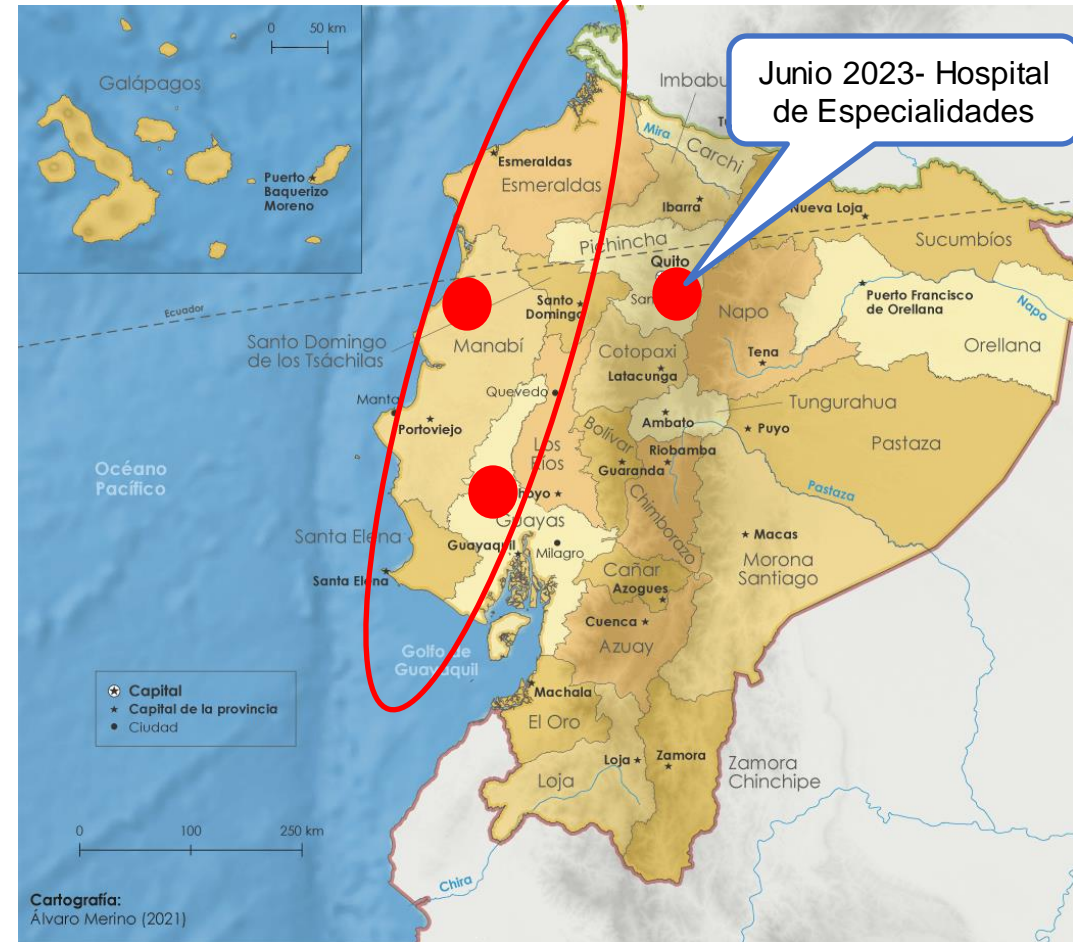 0 50 km
Galápagos
Puerto
Baquerizo
Moreno
Junio 2023- Hospital
de Especialidades
Mira
Carchi
Esmeraldas
Esmeraldas
Ibarra
Nueva Loja
Sucumbíos
Pichincha
Quito
Ecuador
Santo
Domingo
Napo
Puerto Francisco
de Orellana
Napo
Orellana
Santo Domingo
de los Tsáchilas
Manabí
Cotopaxi
Latacunga
Tena
Manta
Quevedo
Portoviejo
Ambato
Tungurahua
Puyo
Pastaza
Los
Ríos
Bolívar
Riobamba
Guaranda
Chimborazo
Pastaza
Océano
Pacífico
Guayas
Santa Elena
Guayaquil
Milagro
Macas
Morona
Santiago
Santa Elena
Cañar
Azogues
Cuenca
Azuay
Golfo de
Guayaquil
Capital
Capital de la provincia
Ciudad
Machala
El Oro
Loja
Zamora
Loja
Zamora
Chinchipe
0 100 250 km
Chira
Cartografía:
Álvaro Merino (2021)